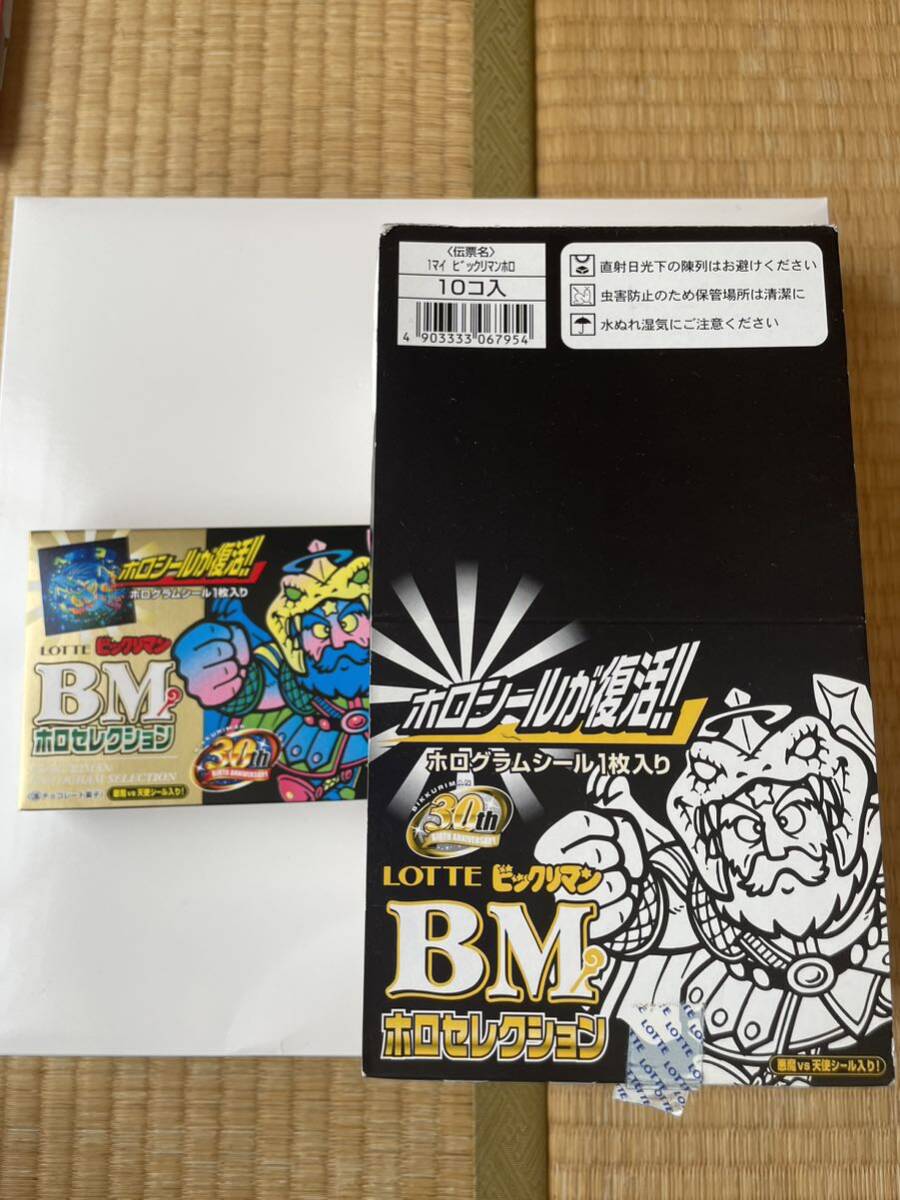 〈伝票名〉
1マイ ビックリマンホロ
10コ入
4 903333 067954
直射日光下の陳列はお避けください
虫害防止のため保管場所は清潔に
水ぬれ湿気にご注意ください
ホロシールが復活!!
ホログラムシール1枚入り
BIKKURIMAN
30th
BIRTH ANNIVERSARY
LOTTE ビックリマン
BM
ホロセレクション
悪魔vs天使シール入り!
LOTTE
LOTTE
LOTTE
ホロシールが復活!!
ホログラムシール1枚入り
LOTTE ビックリマン
BM
ホロセレクション
SELECTION
チョコレート菓子
悪魔vs天使シール入り!
30th
BIRTH ANNIVERSARY